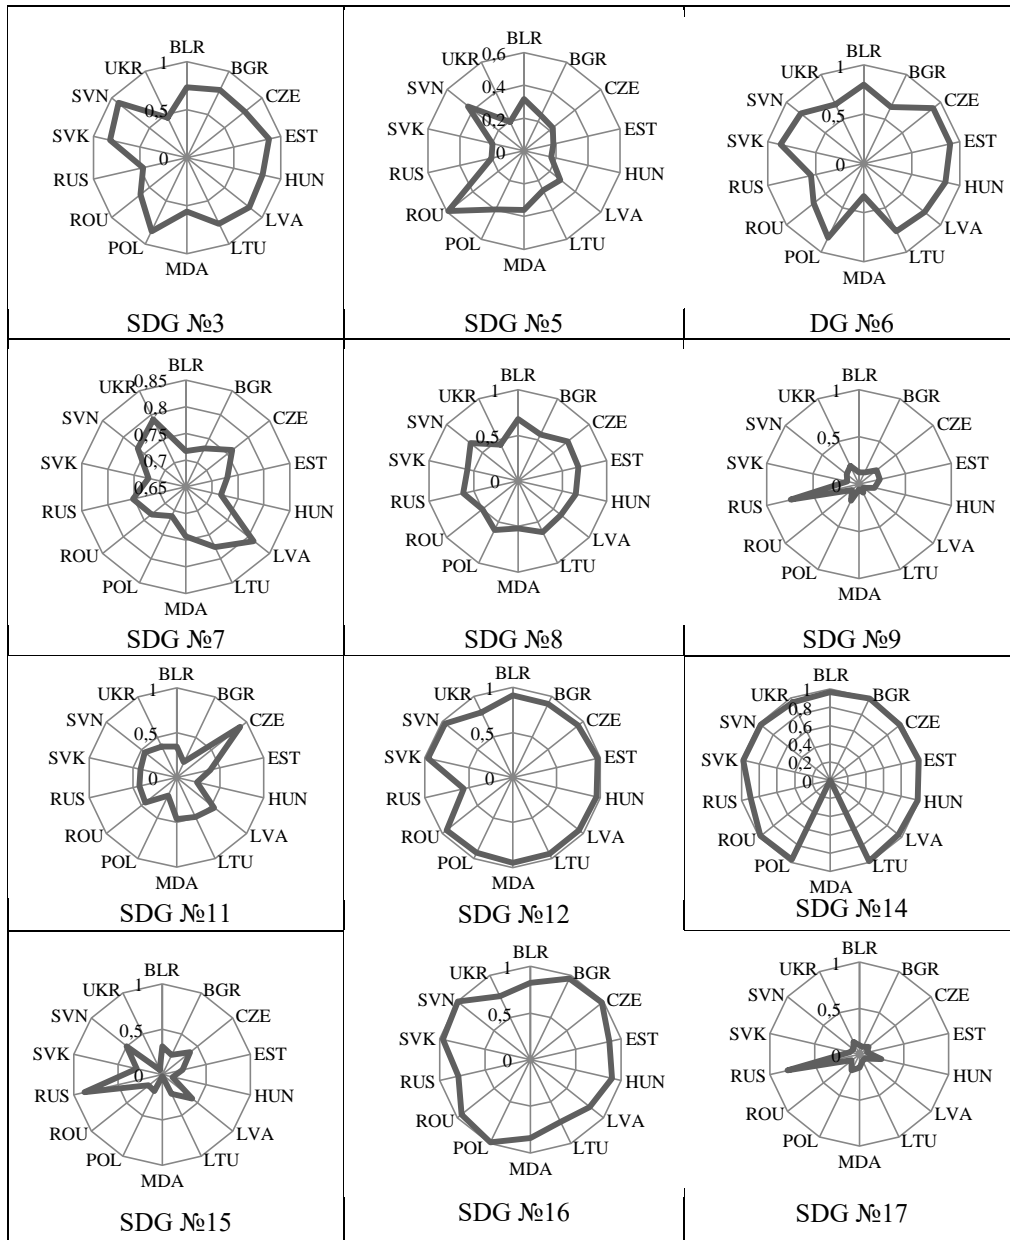 BLR
1
UKR
BGR
SVN
CZE
0,5
SVK
EST
0
RUS
HUN
ROU
LVA
POL
LTU
MDA
SDG №3
0,6
BLR
UKR
BGR
0,4
SVN
CZE
0,2
SVK
EST
0
RUS
HUN
ROU
LVA
POL
LTU
MDA
SDG №5
BLR
1
UKR
BGR
SVN
CZE
0,5
SVK
EST
0
RUS
HUN
ROU
LVA
POL
LTU
MDA
DG №6
BLR
0,85
UKR
BGR
0,8
SVN
CZE
0,75
SVK
EST
0,7
0,65
RUS
HUN
ROU
LVA
POL
LTU
MDA
SDG №7
BLR
1
UKR
BGR
SVN
CZE
0,5
SVK
EST
0
RUS
HUN
ROU
LVA
POL
LTU
MDA
SDG №8
BLR
1
UKR
BGR
SVN
CZE
0,5
SVK
EST
0
RUS
HUN
ROU
LVA
POL
LTU
MDA
SDG №9
BLR
1
UKR
BGR
SVN
CZE
0,5
SVK
EST
0
RUS
HUN
ROU
LVA
POL
LTU
MDA
SDG №11
BLR
1
UKR
BGR
SVN
CZE
0,5
SVK
EST
0
RUS
HUN
ROU
LVA
POL
LTU
MDA
SDG №12
BLR
1
UKR
BGR
0,8
SVN
CZE
0,6
0,4
SVK
EST
0,2
0
RUS
HUN
ROU
LVA
POL
LTU
MDA
SDG №14
BLR
1
UKR
BGR
SVN
CZE
0,5
SVK
EST
0
RUS
HUN
ROU
LVA
POL
LTU
MDA
SDG №15
BLR
1
UKR
BGR
SVN
CZE
0,5
SVK
EST
0
RUS
HUN
ROU
LVA
POL
LTU
MDA
SDG №16
BLR
1
UKR
BGR
SVN
CZE
0,5
SVK
EST
0
RUS
HUN
ROU
LVA
POL
LTU
MDA
SDG №17